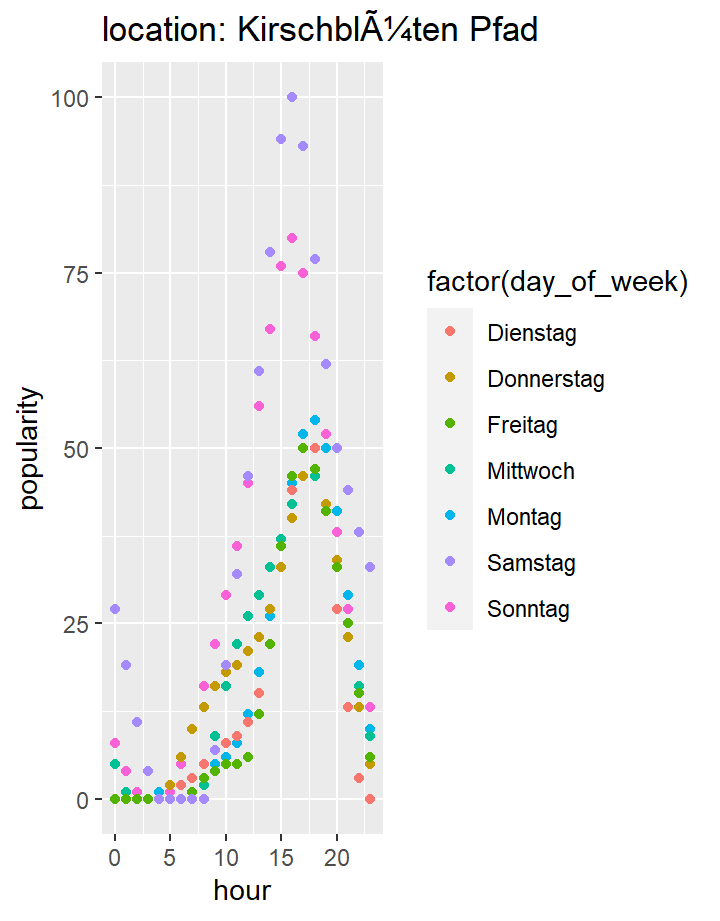 location: KirschblÃ¼ten Pfad
popularity
100
75
50
25
0
0 5 10 15 20
hour
factor(day_of_week)
Dienstag
Donnerstag
Freitag
Mittwoch
Montag
Samstag
Sonntag